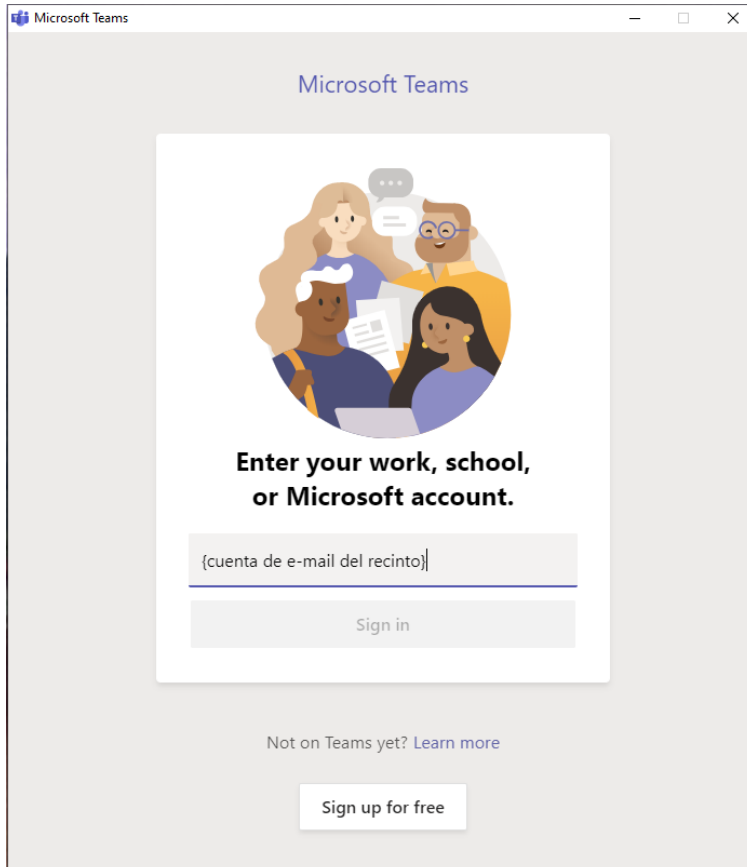 Microsoft Teams
Microsoft Teams
Enter your work, school,
or Microsoft account.
{cuenta de e-mail del recinto}
Sign in
Not on Teams yet? Learn more
Sign up for free